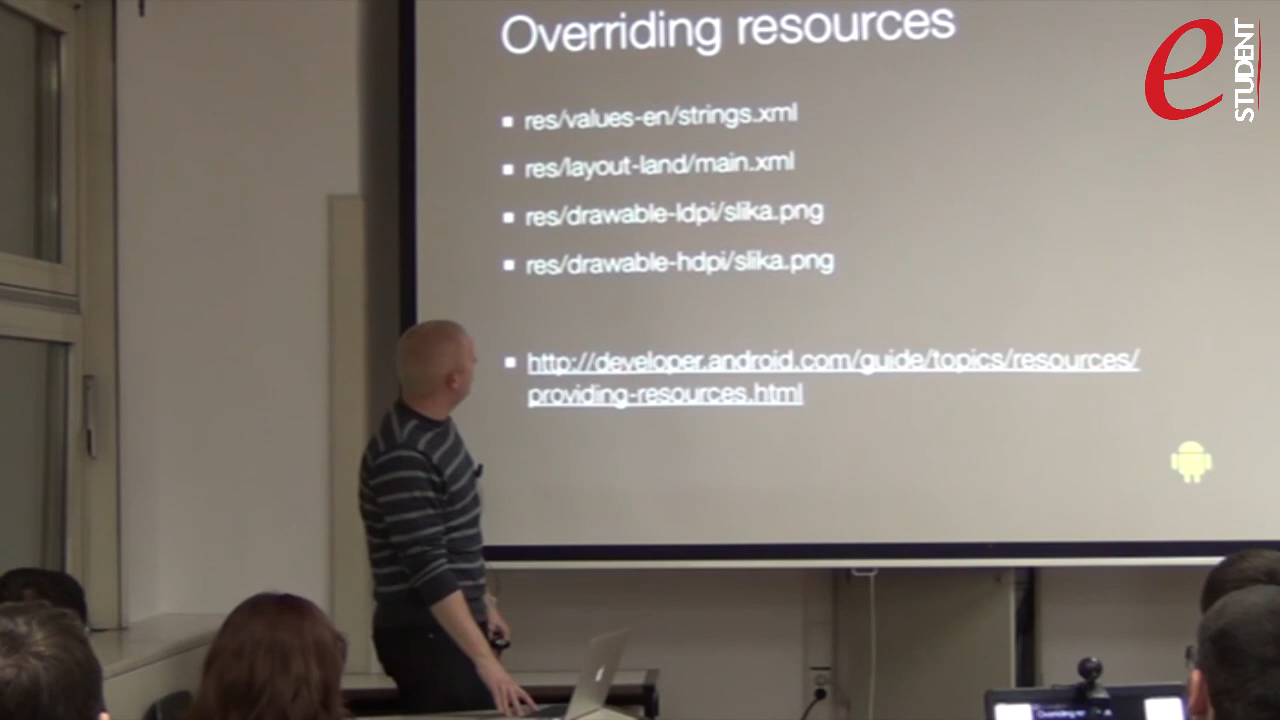 Overriding resources
res/values-en/strings.xml
res/layout-land/main.xml
res/drawable-ldpi/slika.png
res/drawable-hdpi/slika.png
http://developer.android.com/guide/topics/resources/
providing-resources.html
e STUDENT